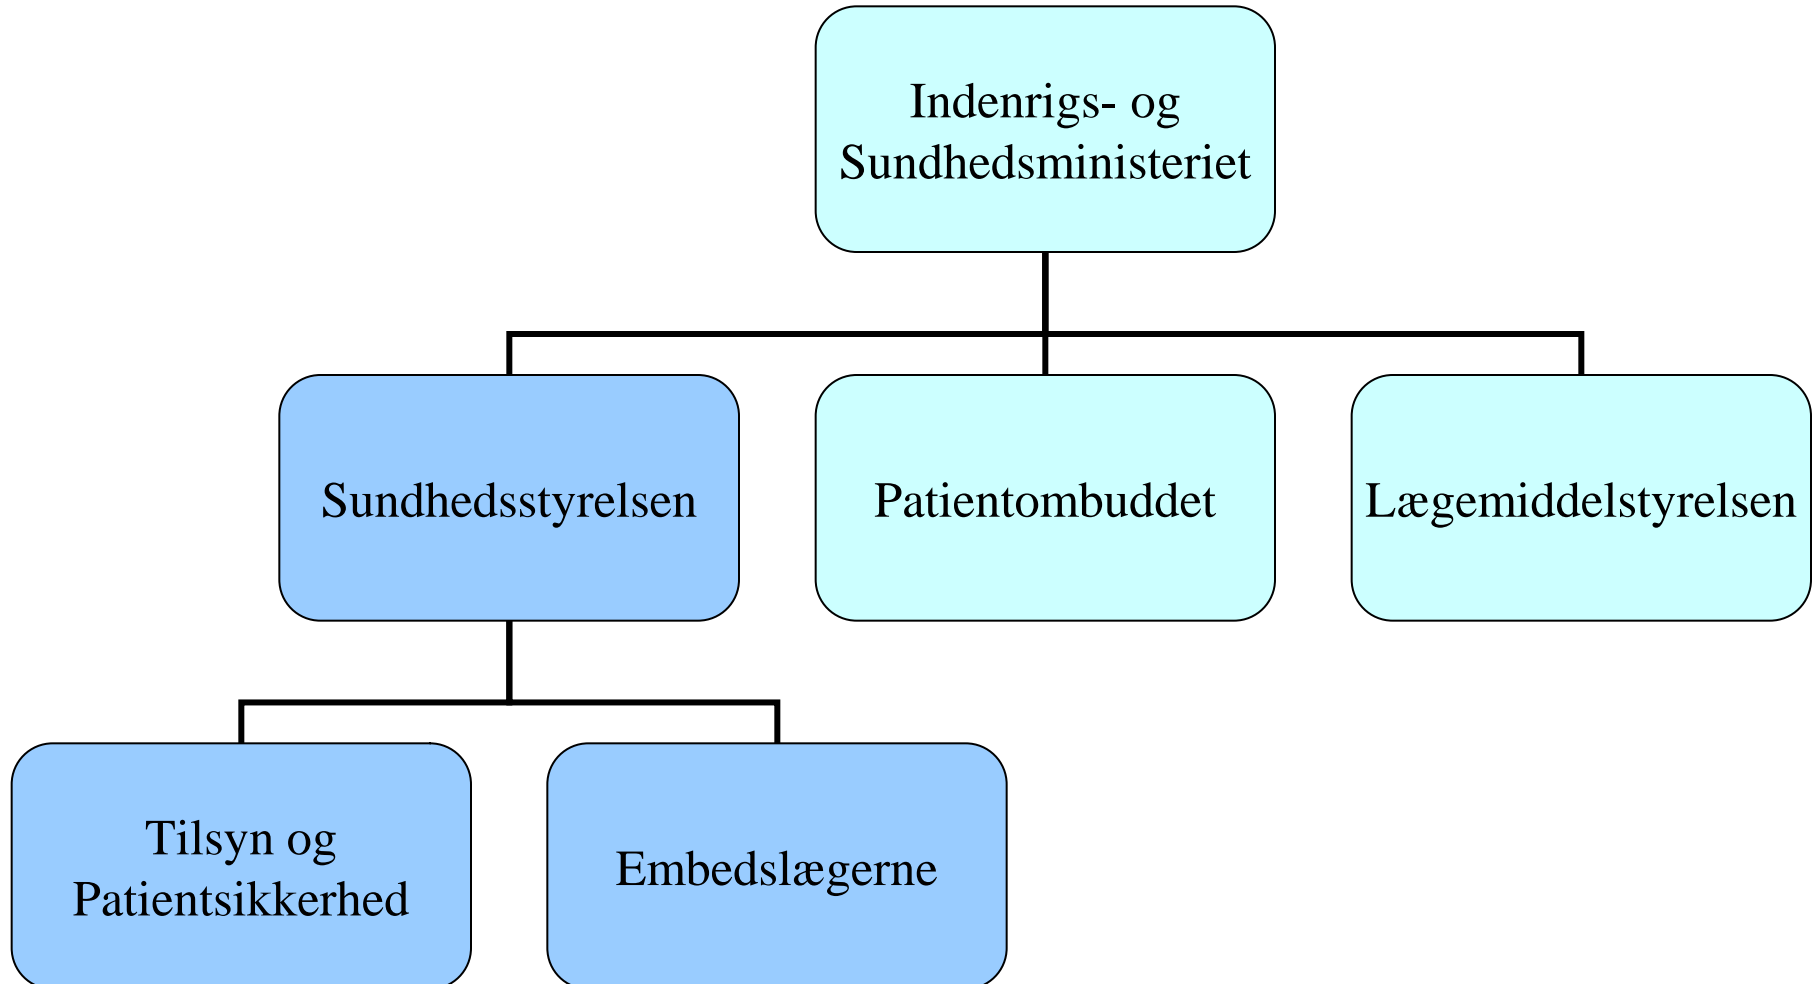 Indenrigs- og
Sundhedsministeriet
Sundhedsstyrelsen
Patientombuddet
Lægemiddelstyrelsen
Tilsyn og
Patientsikkerhed
Embedslægerne